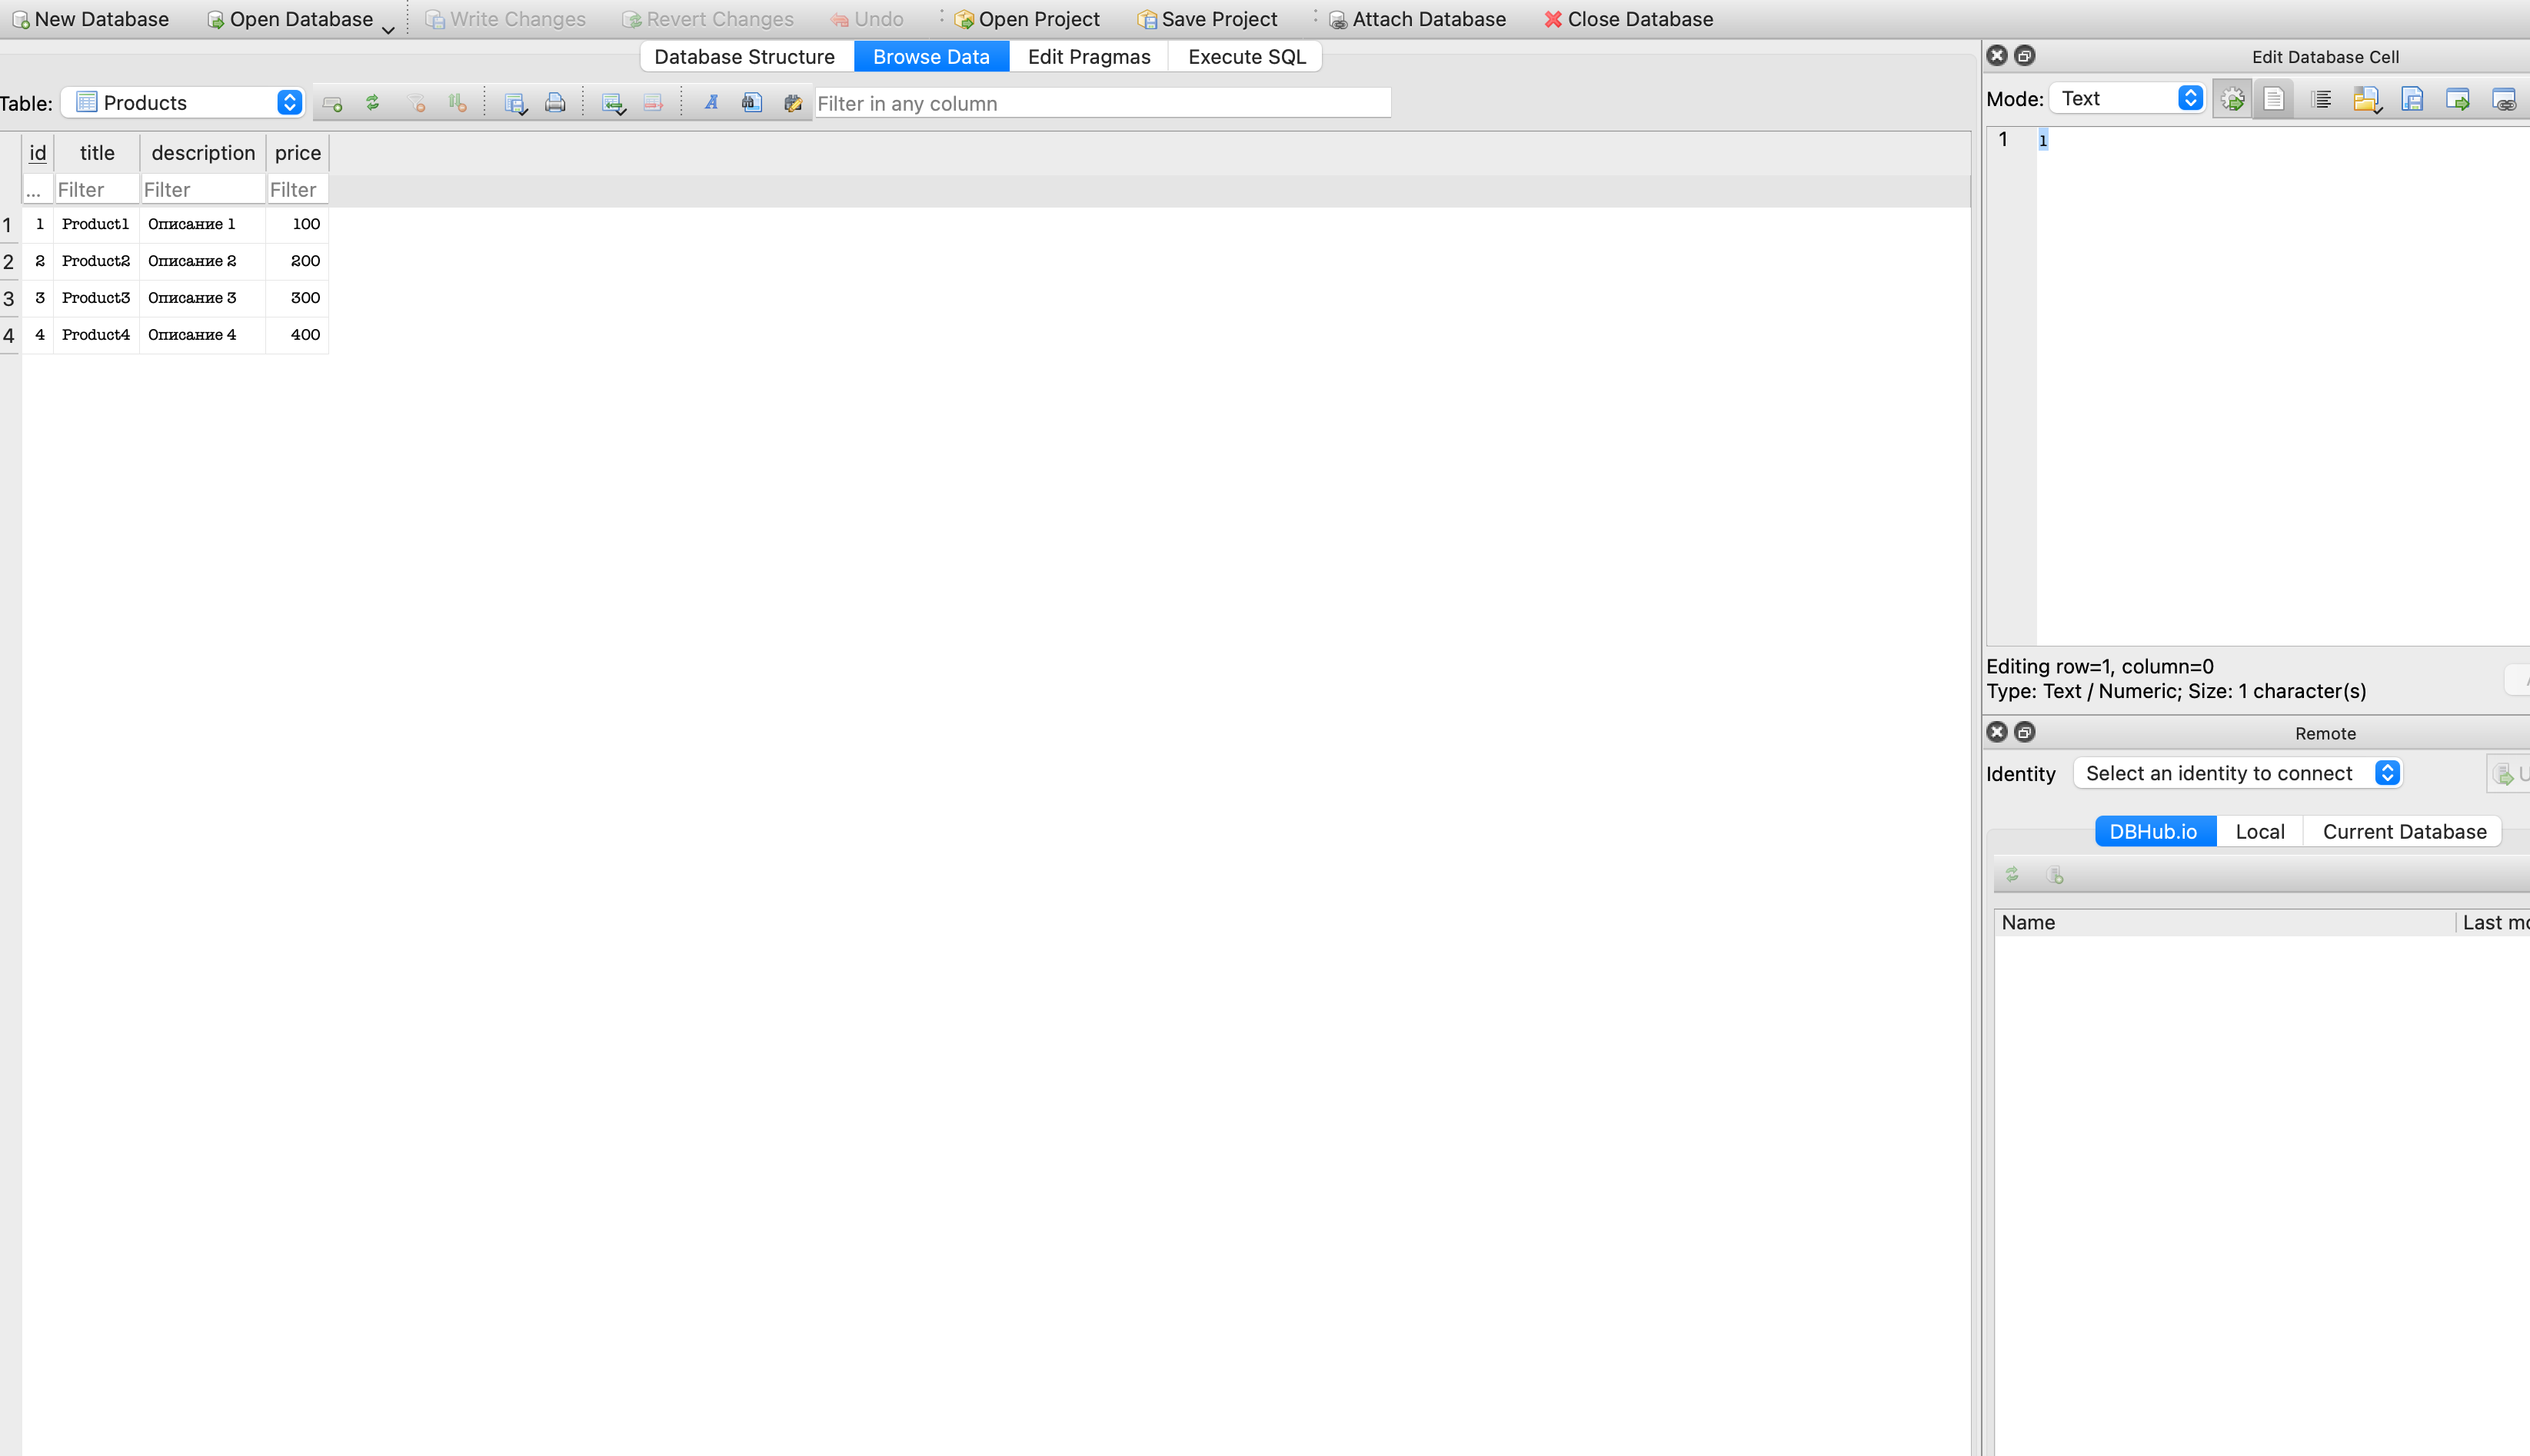 New Database Open Database Write Changes Revert Changes Undo Open Project Save Project Attach Database Close Database
Database Structure Browse Data Edit Pragmas Execute SQL
Table: Products Filter in any column
id title description price
... Filter Filter Filter
1 1 Product1 Описание 1 100
2 2 Product2 Описание 2 200
3 3 Product3 Описание 3 300
4 4 Product4 Описание 4 400
Edit Database Cell
Mode: Text
1 1
Editing row=1, column=0
Type: Text / Numeric; Size: 1 character(s)
Remote
Identity Select an identity to connect
DBHub.io Local Current Database
Name Last